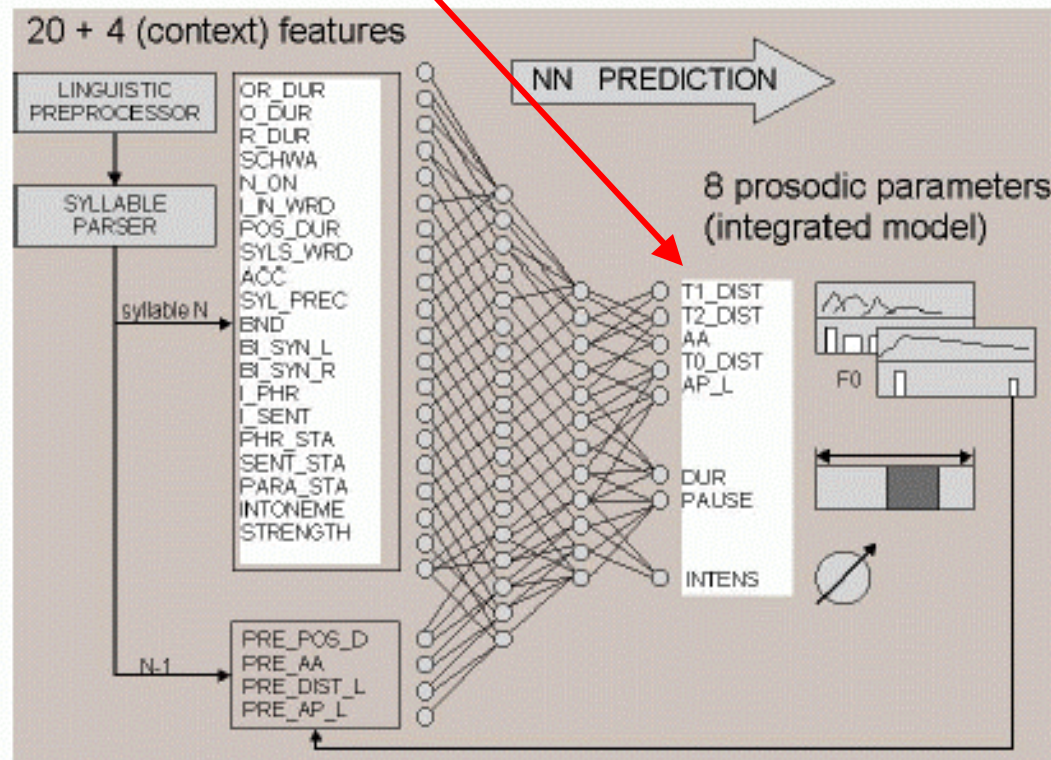 20 + 4 (context) features
LINGUISTIC
PREPROCESSOR
SYLLABLE
PARSER
syllable N
N-1
OR_DUR
O_DUR
R_DUR
SCHWA
N_ON
I_IN_WRD
POS_DUR
SYLS_WRD
ACC
SYL_PREC
BND
BI_SYN_L
BI_SYN_R
I_PHR
I_SENT
PHR_STA
SENT_STA
PARA_STA
INTONEME
STRENGTH
PRE_POS_D
PRE_AA
PRE_DIST_L
PRE_AP_L
NN PREDICTION
8 prosodic parameters
(integrated model)
T1_DIST
T2_DIST
AA
T0_DIST
AP_L
DUR
PAUSE
INTENS
F0